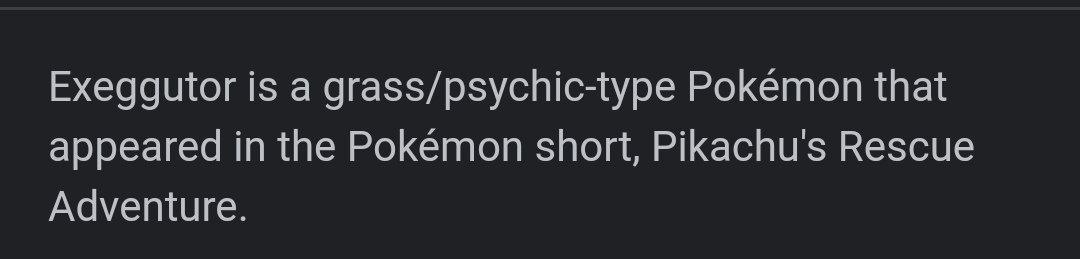 Exeggutor is a grass/psychic-type Pokémon that
appeared in the Pokémon short, Pikachu's Rescue
Adventure.